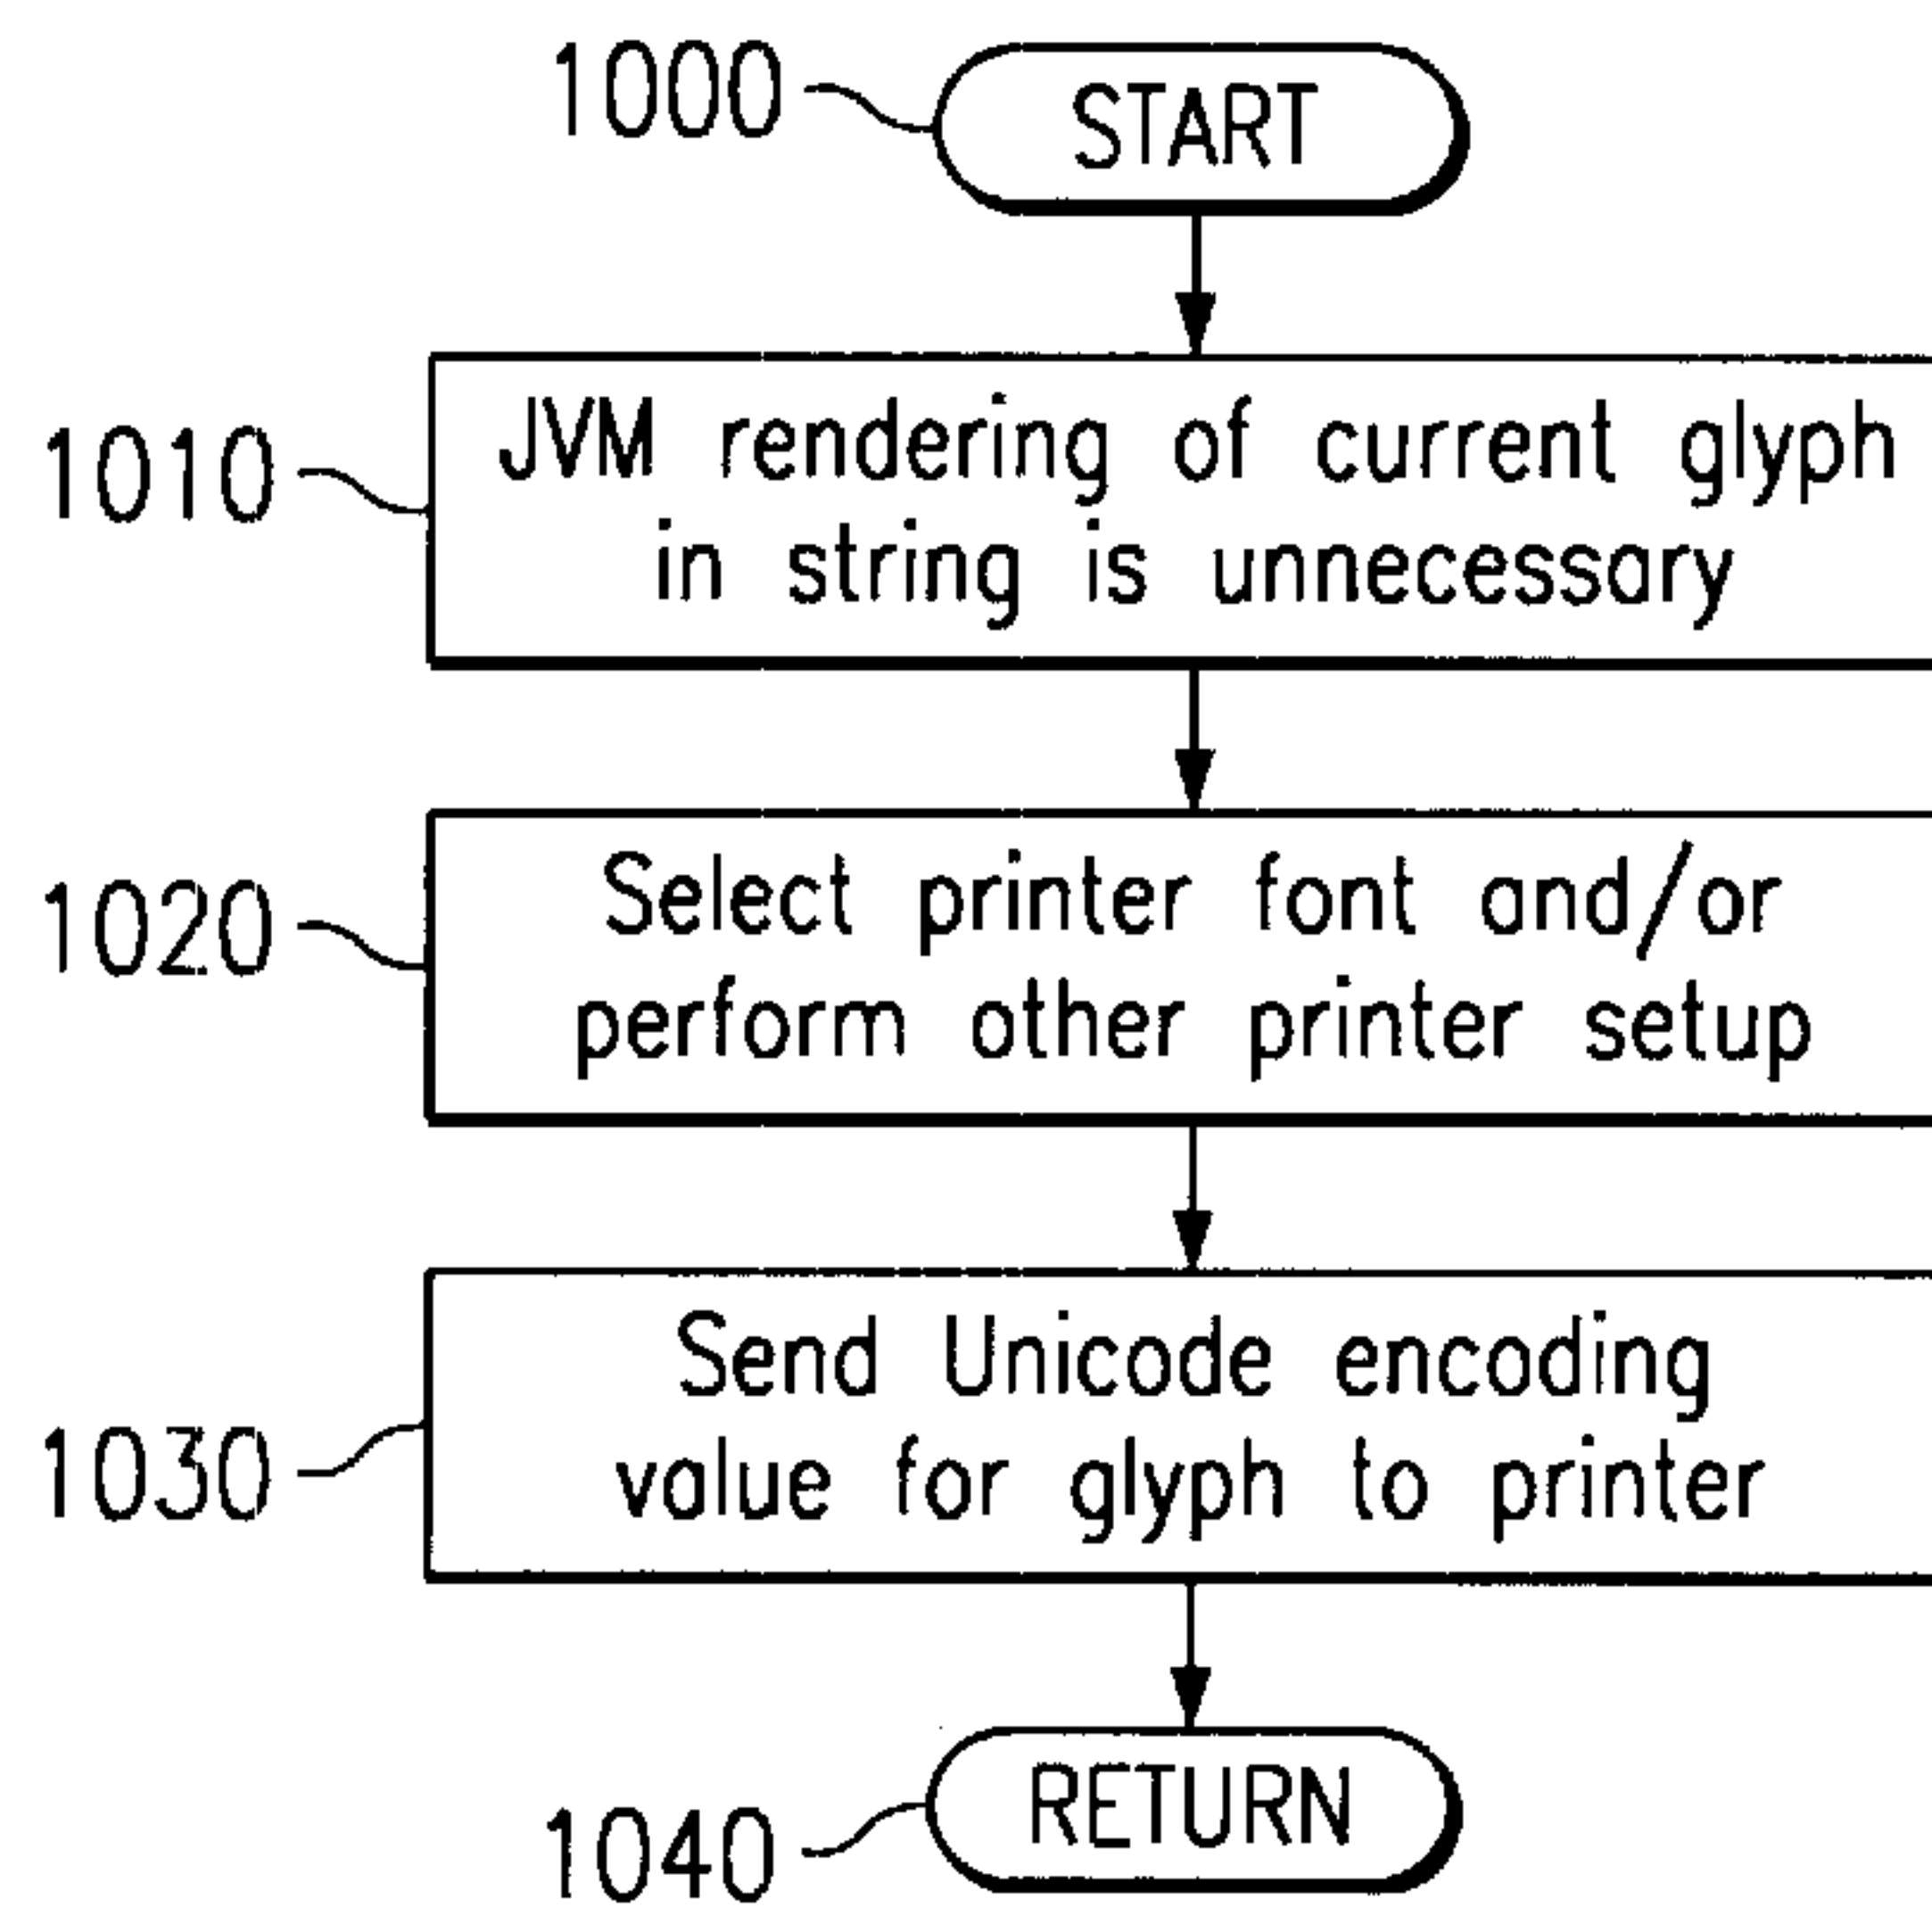 1000 START
1010 JVM rendering of current glyph
in string is unnecessary
1020 Select printer font and/or
perform other printer setup
1030 Send Unicode encoding
value for glyph to printer
1040 RETURN